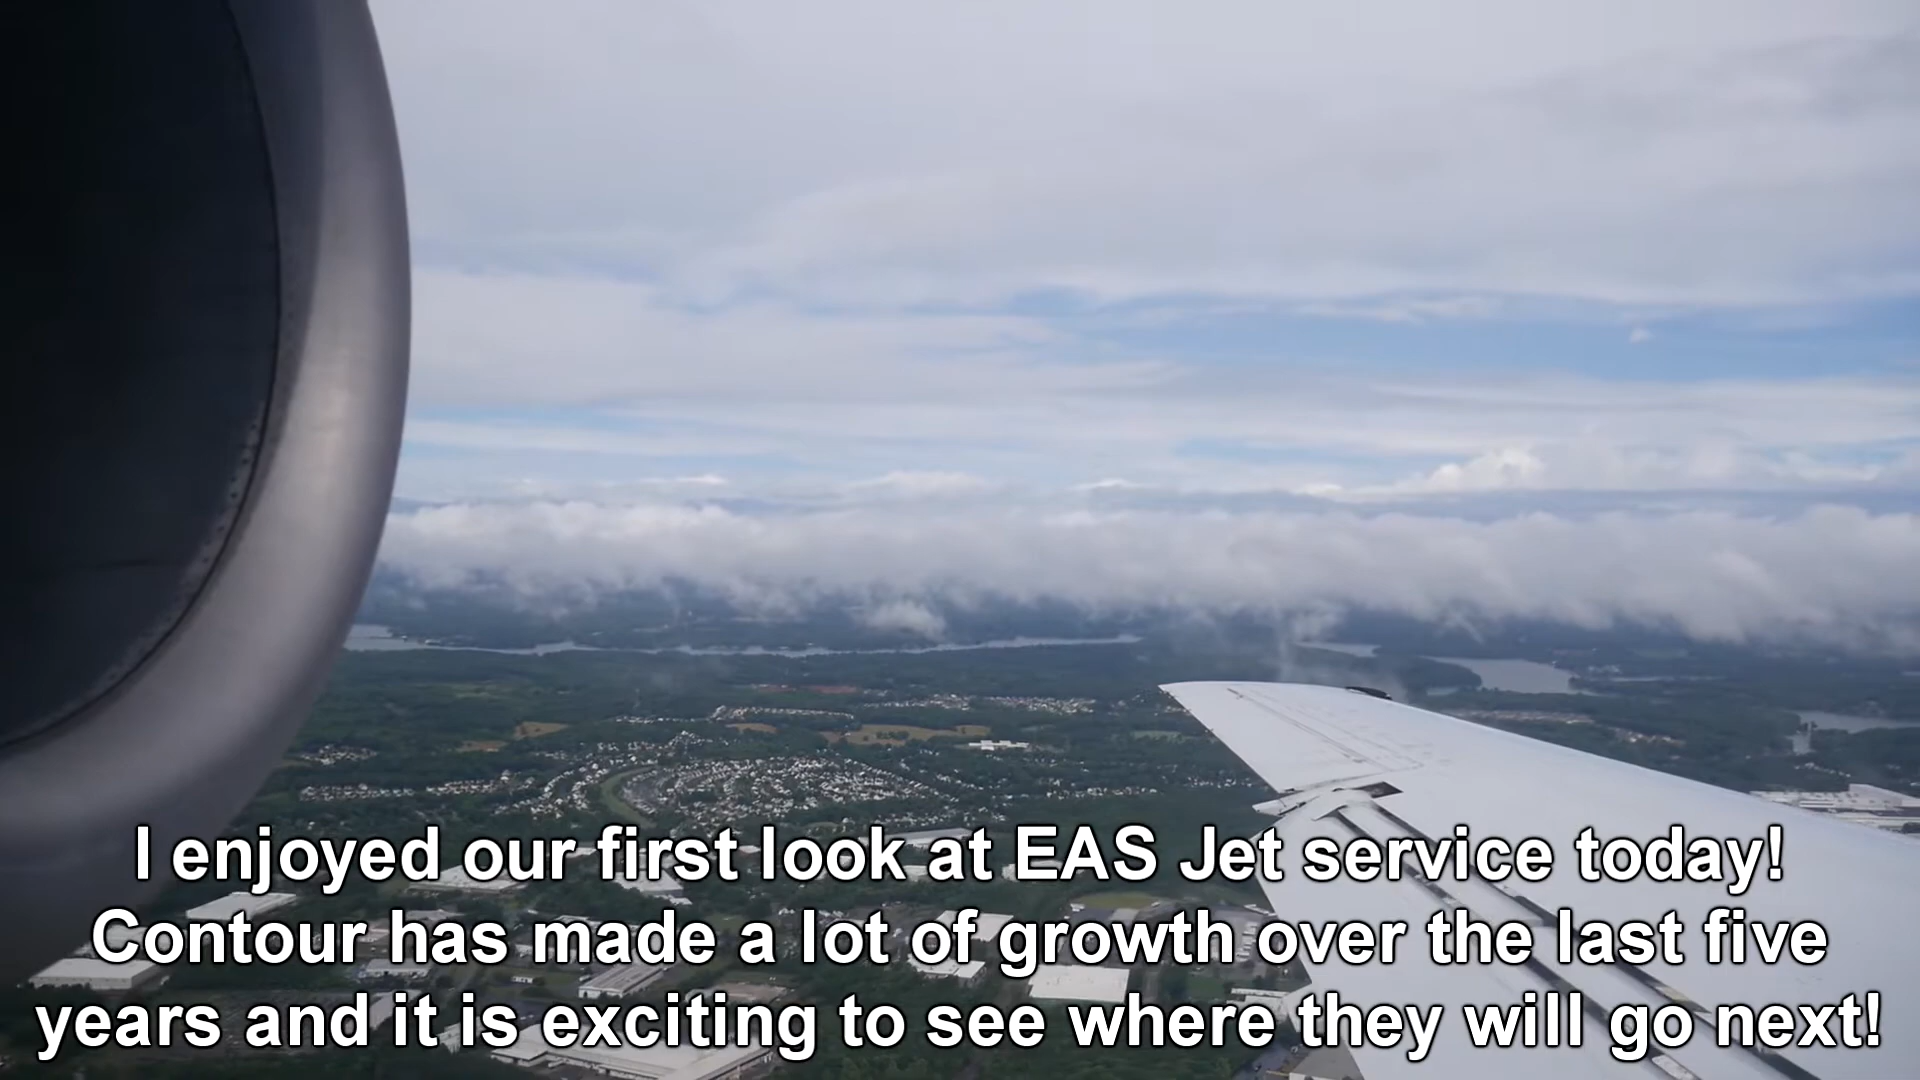 I enjoyed our first look at EAS Jet service today!
Contour has made a lot of growth over the last five
years and it is exciting to see where they will go next!